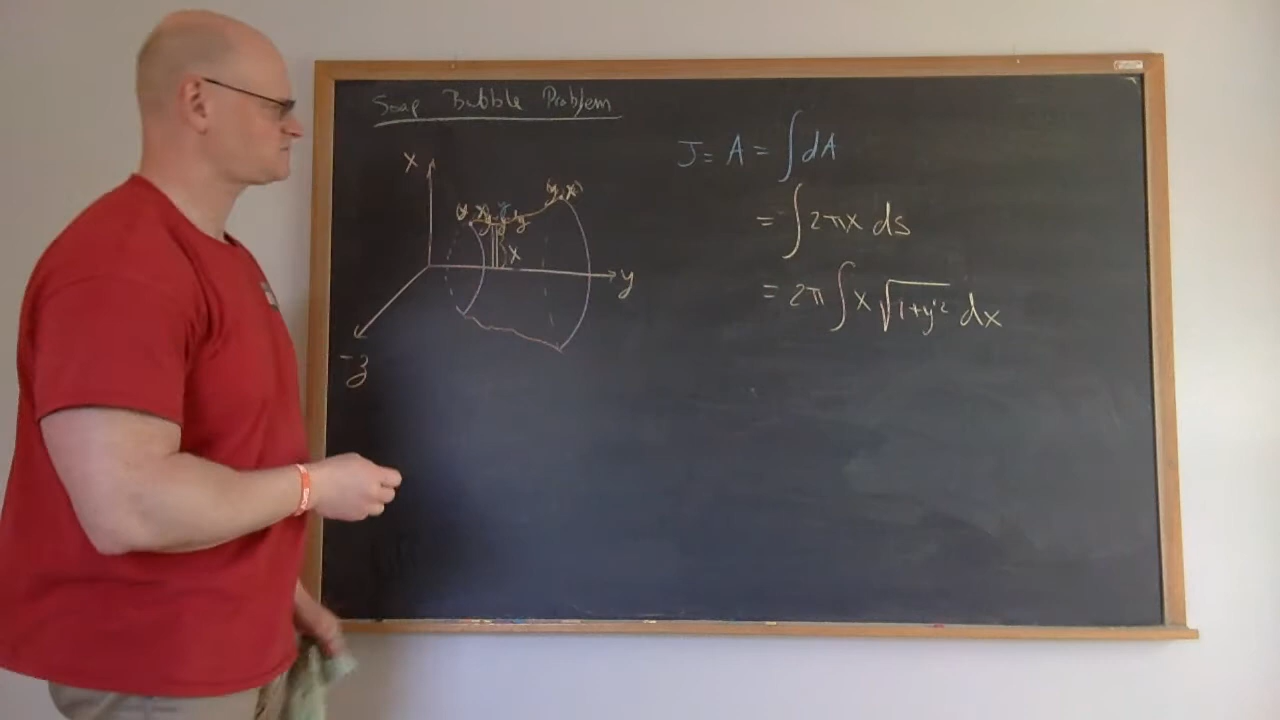 Soap Bubble Problem
x
x
y
-z
J = A = ∫ dA
= ∫ 2πx ds
= 2π ∫ x √(1+y'²) dx